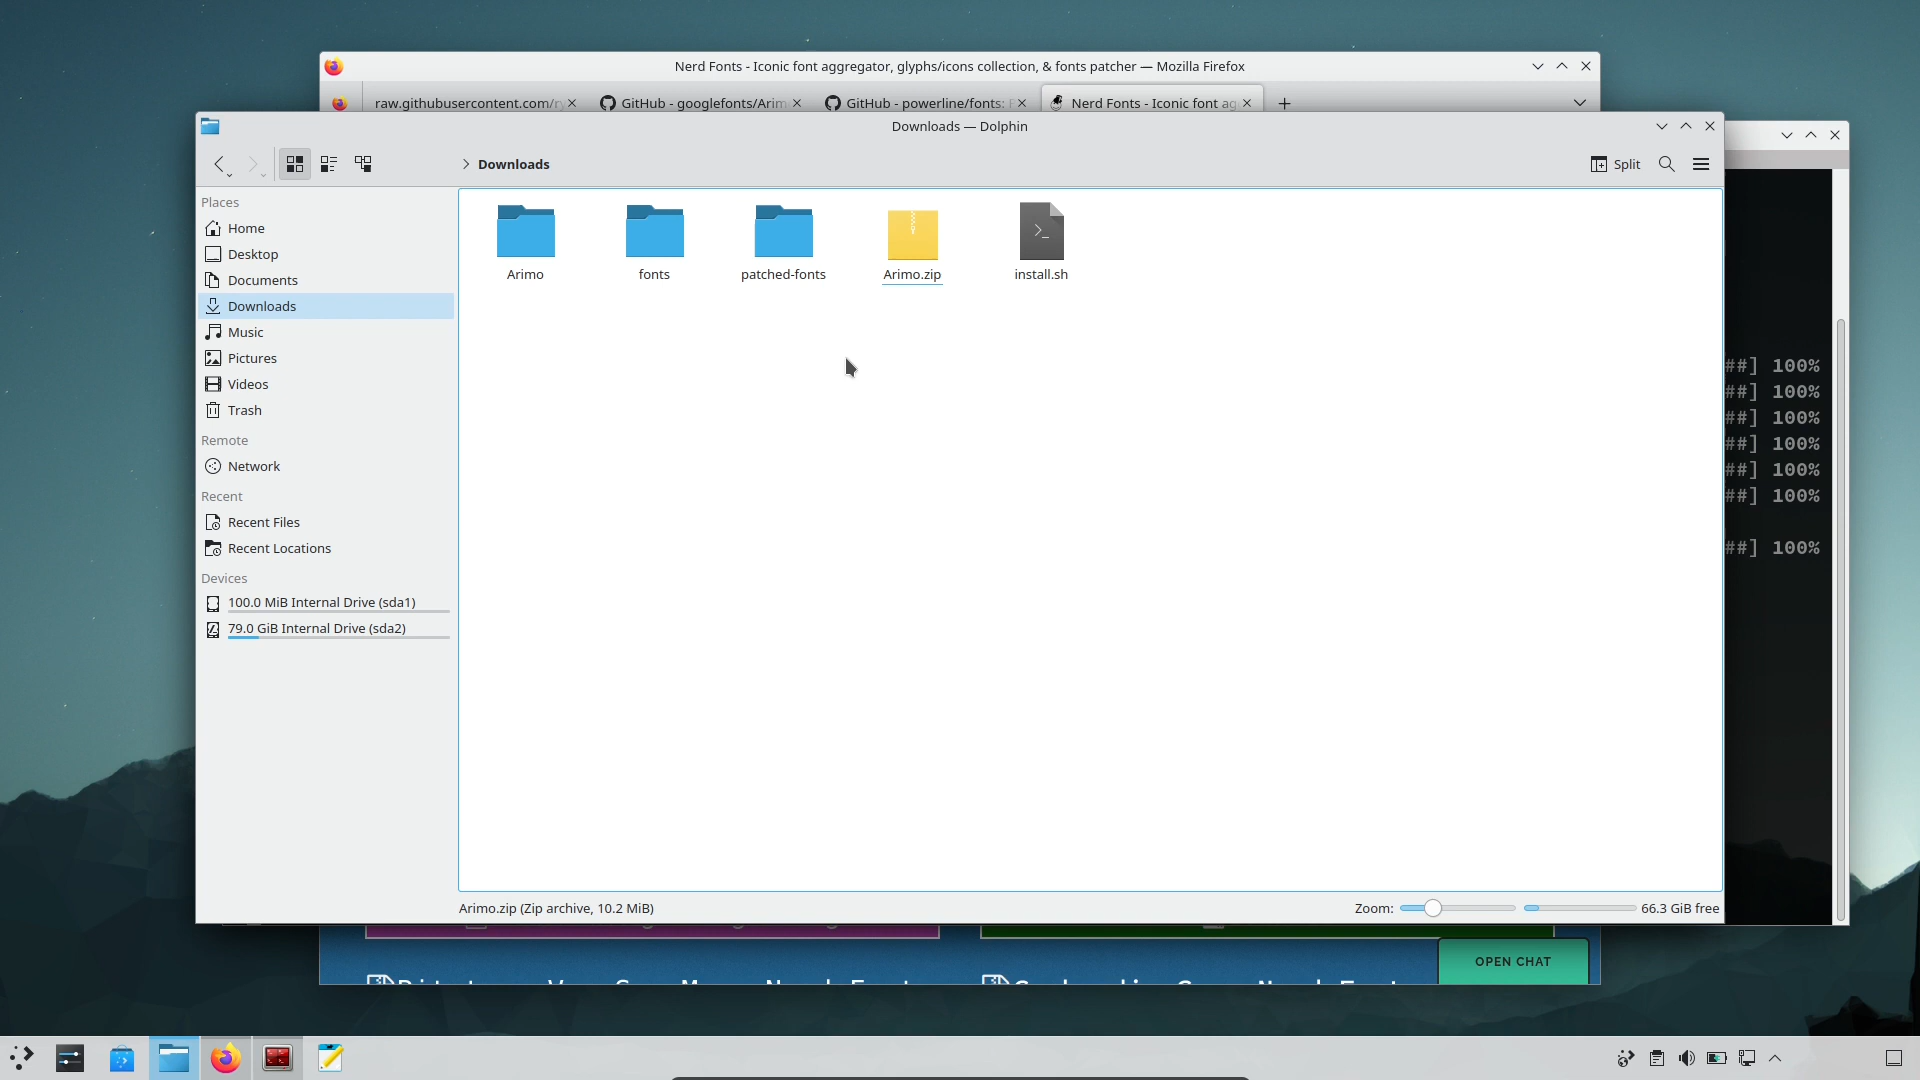 Nerd Fonts - Iconic font aggregator, glyphs/icons collection, & fonts patcher — Mozilla Firefox
raw.githubusercontent.com/ry
GitHub - googlefonts/Arim
GitHub - powerline/fonts:
Nerd Fonts - Iconic font ag
Downloads — Dolphin
Downloads
Split
Places
Home
Desktop
Documents
Downloads
Music
Pictures
Videos
Trash
Remote
Network
Recent
Recent Files
Recent Locations
Devices
100.0 MiB Internal Drive (sda1)
79.0 GiB Internal Drive (sda2)
Arimo
fonts
patched-fonts
Arimo.zip
install.sh
##] 100%
##] 100%
##] 100%
##] 100%
##] 100%
##] 100%
##] 100%
Arimo.zip (Zip archive, 10.2 MiB)
Zoom:
66.3 GiB free
OPEN CHAT